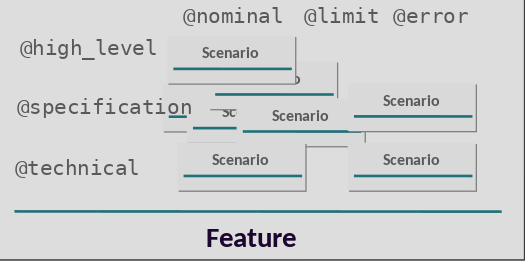 @nominal @limit @error
@high_level Scenario
@specification Scenario Scenario
@technical Scenario Scenario
Feature